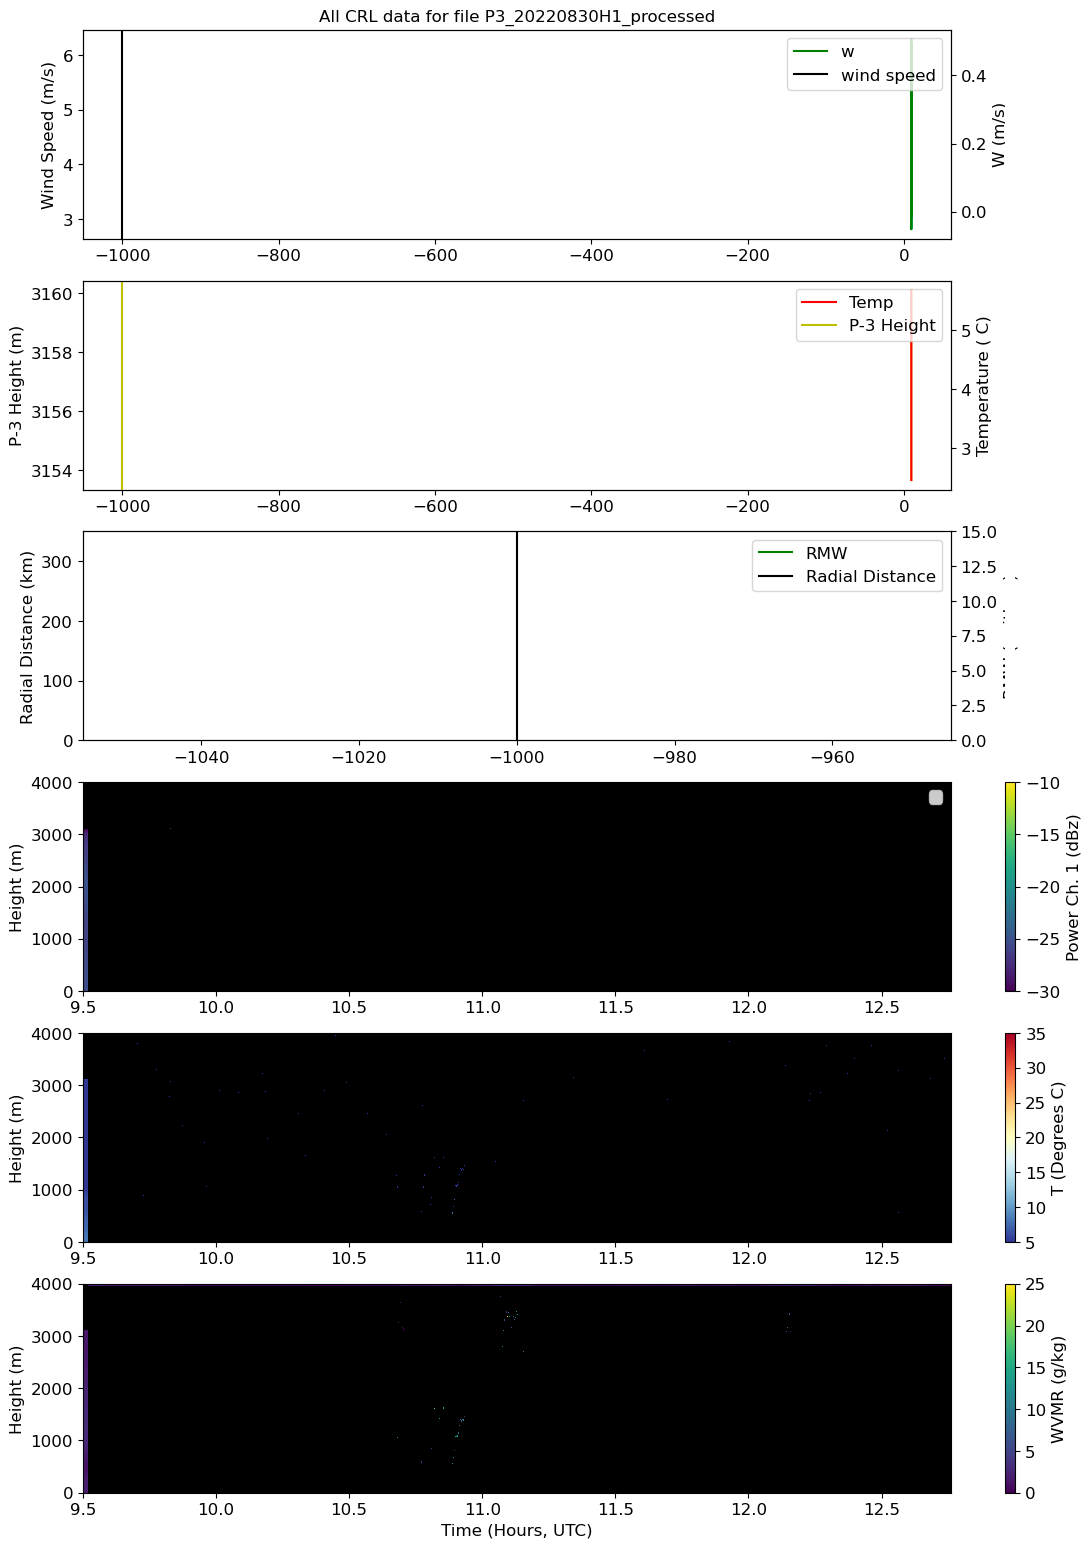 All CRL data for file P3_20220830H1_processed
Wind Speed (m/s)
6
5
4
3
w
wind speed
0.4
0.2
0.0
W (m/s)
−1000 −800 −600 −400 −200 0
P-3 Height (m)
3160
3158
3156
3154
Temp
P-3 Height
5
4
3
Temperature ( C)
−1000 −800 −600 −400 −200 0
Radial Distance (km)
300
200
100
0
RMW
Radial Distance
15.0
12.5
10.0
7.5
5.0
2.5
0.0
−1040 −1020 −1000 −980 −960
Height (m)
4000
3000
2000
1000
0
9.5 10.0 10.5 11.0 11.5 12.0 12.5
−10
−15
−20
−25
−30
Power Ch. 1 (dBz)
Height (m)
4000
3000
2000
1000
0
9.5 10.0 10.5 11.0 11.5 12.0 12.5
35
30
25
20
15
10
5
T (Degrees C)
Height (m)
4000
3000
2000
1000
0
9.5 10.0 10.5 11.0 11.5 12.0 12.5
25
20
15
10
5
0
WVMR (g/kg)
Time (Hours, UTC)